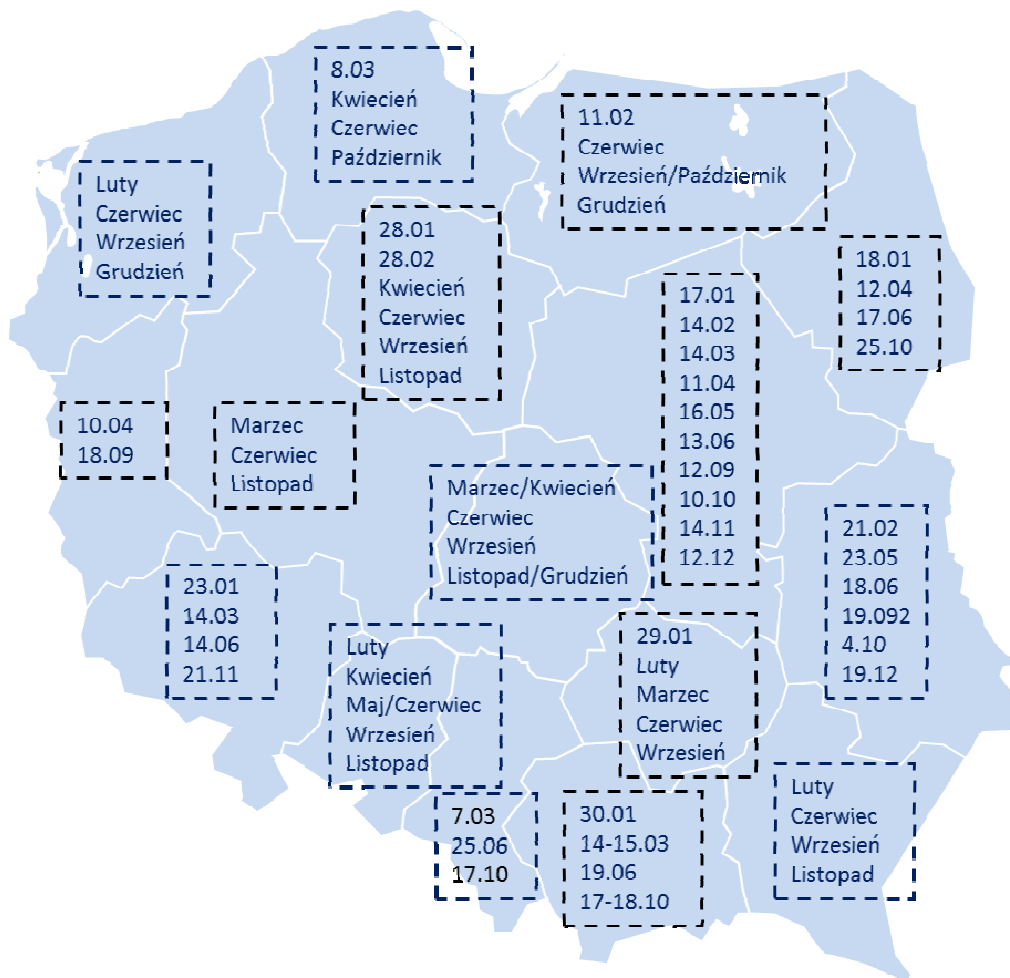 8.03
Kwiecień
Czerwiec
Październik
11.02
Czerwiec
Wrzesień/Październik
Grudzień
Luty
Czerwiec
Wrzesień
Grudzień
28.01
28.02
Kwiecień
Czerwiec
Wrzesień
Listopad
18.01
12.04
17.06
25.10
17.01
14.02
14.03
11.04
16.05
13.06
12.09
10.10
14.11
12.12
10.04
18.09
Marzec
Czerwiec
Listopad
Marzec/Kwiecień
Czerwiec
Wrzesień
Listopad/Grudzień
21.02
23.05
18.06
19.092
4.10
19.12
23.01
14.03
14.06
21.11
Luty
Kwiecień
Maj/Czerwiec
Wrzesień
Listopad
29.01
Luty
Marzec
Czerwiec
Wrzesień
7.03
25.06
17.10
30.01
14-15.03
19.06
17-18.10
Luty
Czerwiec
Wrzesień
Listopad